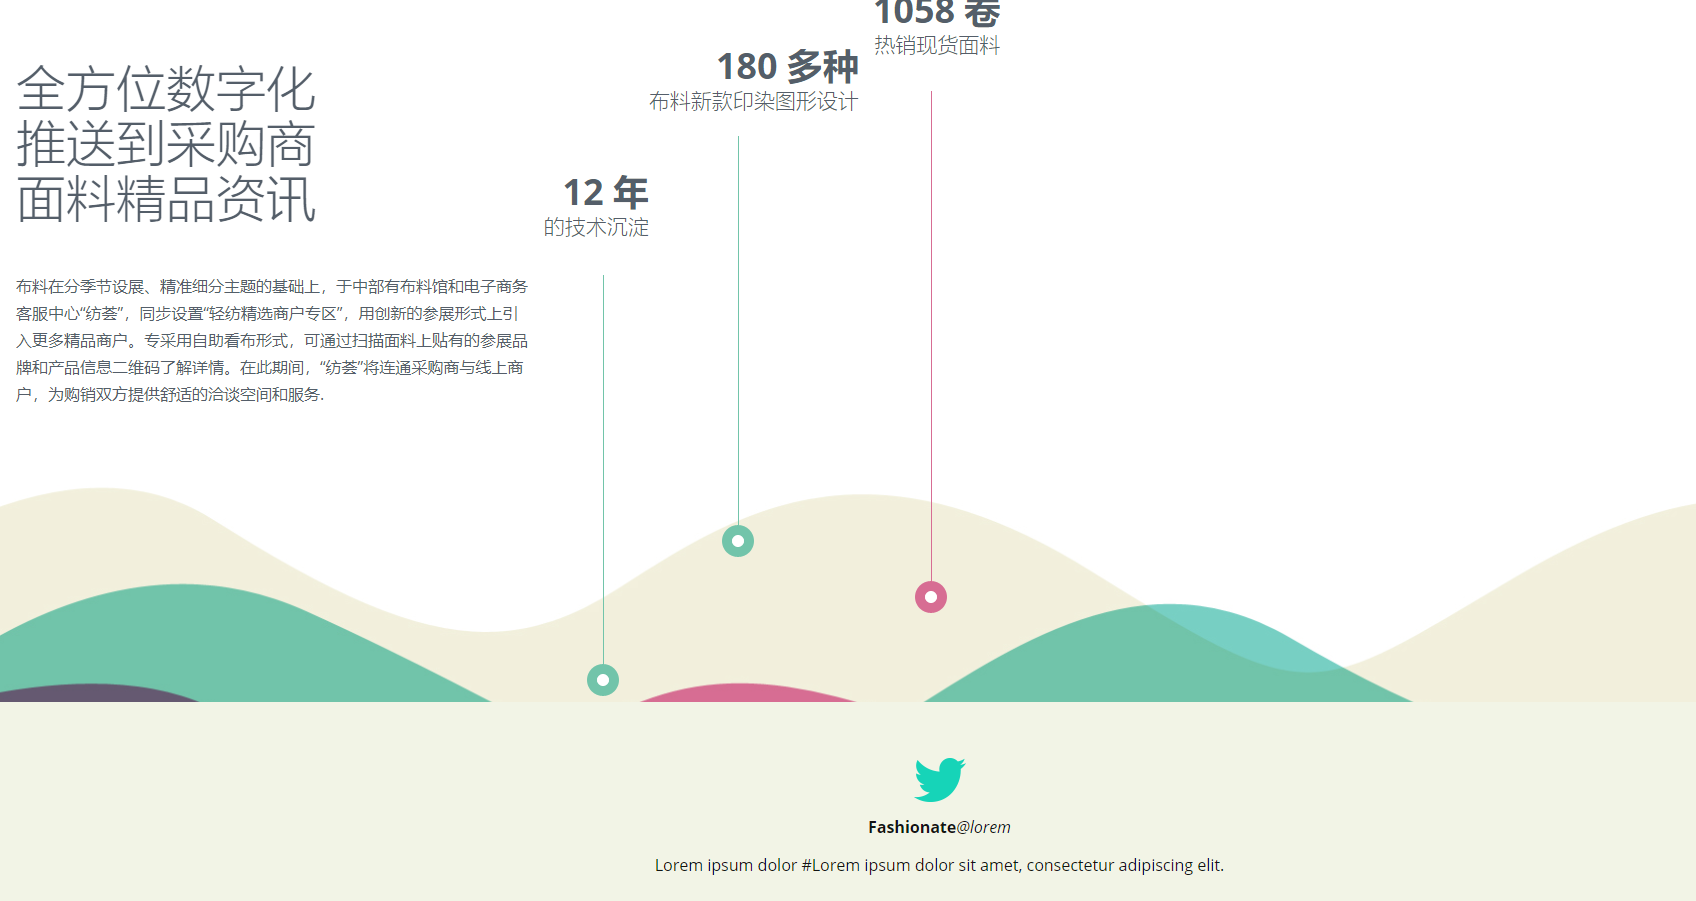 全方位数字化
推送到采购商
面料精品资讯
布料在分季节设展、精准细分主题的基础上，于中部有布料馆和电子商务
客服中心“纺荟”，同步设置“轻纺精选商户专区”，用创新的参展形式上引
入更多精品商户。专采用自助看布形式，可通过扫描面料上贴有的参展品
牌和产品信息二维码了解详情。在此期间，“纺荟”将连通采购商与线上商
户，为购销双方提供舒适的洽谈空间和服务.
12 年
的技术沉淀
180 多种
布料新款印染图形设计
1058 卷
热销现货面料
Fashionate@lorem
Lorem ipsum dolor #Lorem ipsum dolor sit amet, consectetur adipiscing elit.